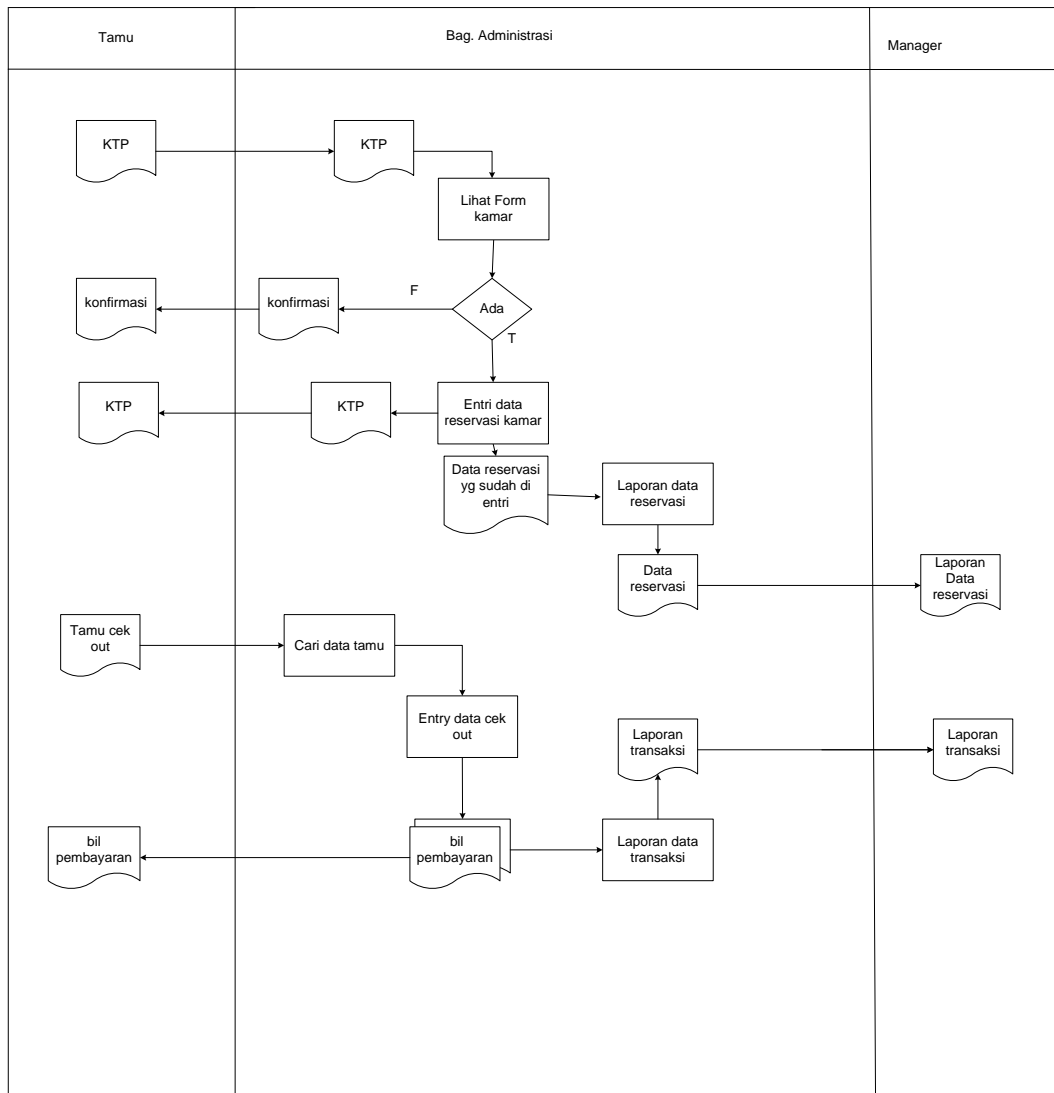 Tamu
Bag. Administrasi
Manager
KTP
KTP
Lihat Form
kamar
konfirmasi
konfirmasi
F
Ada
T
KTP
KTP
Entri data
reservasi kamar
Data reservasi
yg sudah di
entri
Laporan data
reservasi
Data
reservasi
Laporan
Data
reservasi
Tamu cek
out
Cari data tamu
Entry data cek
out
Laporan
transaksi
Laporan
transaksi
bil
pembayaran
bil
pembayaran
Laporan data
transaksi